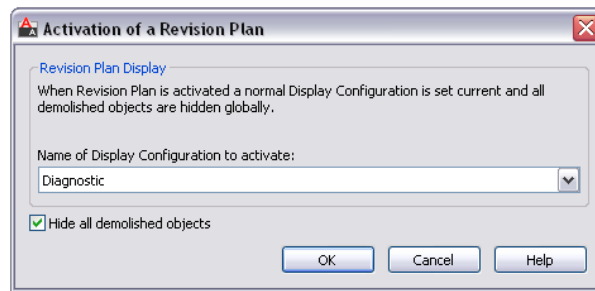 Activation of a Revision Plan
Revision Plan Display
When Revision Plan is activated a normal Display Configuration is set current and all
demolished objects are hidden globally.
Name of Display Configuration to activate:
Diagnostic
Hide all demolished objects
OK Cancel Help